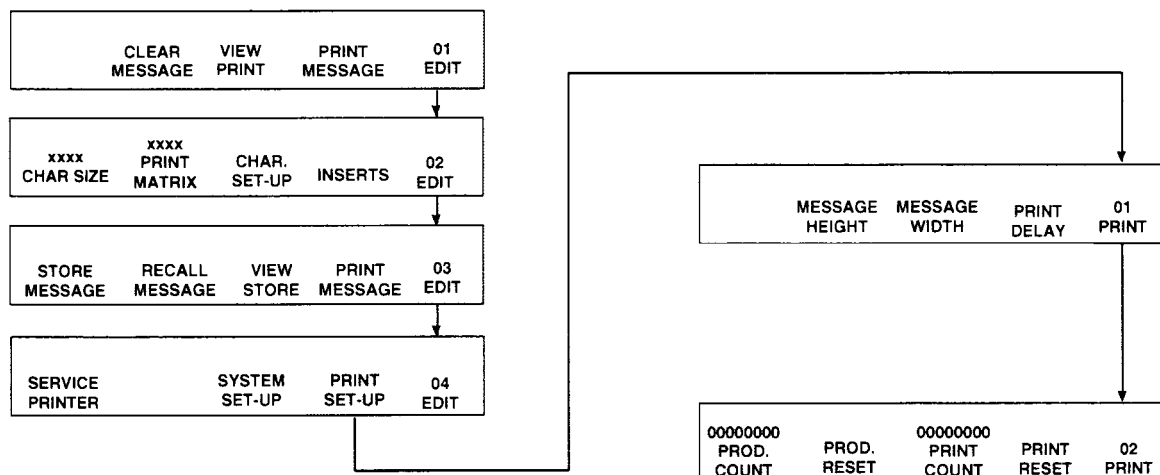 CLEAR VIEW PRINT 01
MESSAGE PRINT MESSAGE EDIT
xxxx xxxx
CHAR SIZE PRINT MATRIX CHAR. SET-UP INSERTS 02 EDIT
STORE RECALL VIEW PRINT 03
MESSAGE MESSAGE STORE MESSAGE EDIT
SERVICE SYSTEM PRINT 04
PRINTER SET-UP SET-UP EDIT
MESSAGE MESSAGE PRINT 01
HEIGHT WIDTH DELAY PRINT
00000000 00000000
PROD. PROD. PRINT PRINT 02
COUNT RESET COUNT RESET PRINT